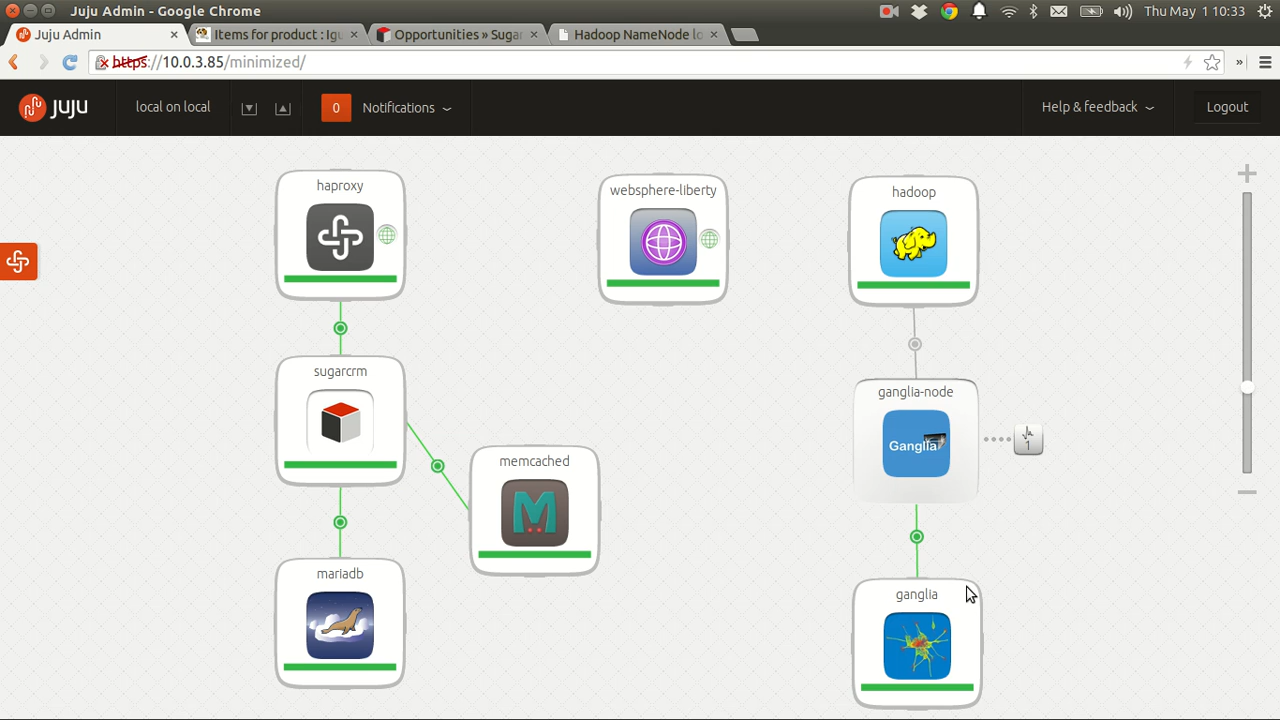 Juju Admin - Google Chrome
Thu May 1 10:33
Juju Admin
Items for product : Igu
Opportunities » Sugar
Hadoop NameNode lo
https://10.0.3.85/minimized/
juju
local on local
0
Notifications
Help & feedback
Logout
haproxy
websphere-liberty
hadoop
sugarcrm
ganglia-node
Ganglia
1
memcached
M
mariadb
ganglia